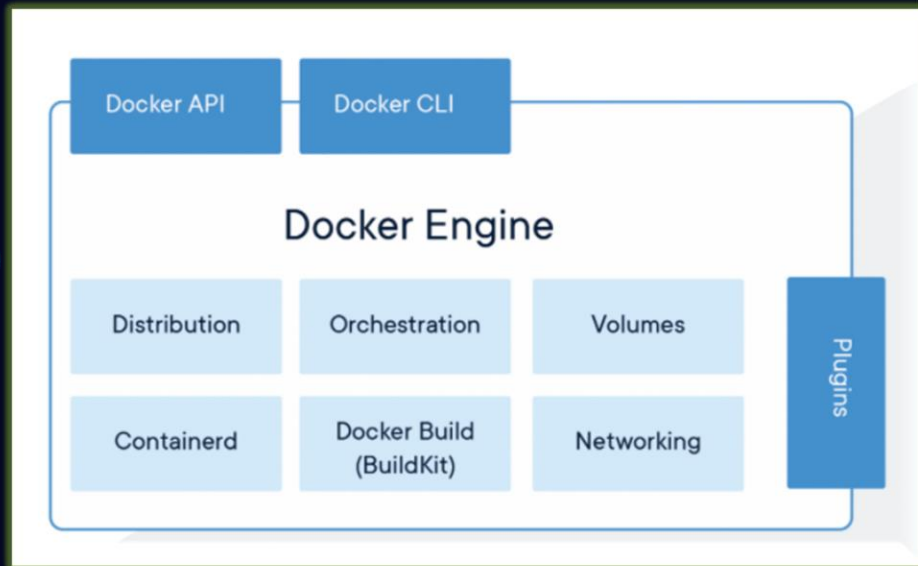 Docker API
Docker CLI
Docker Engine
Distribution
Orchestration
Volumes
Plugins
Containerd
Docker Build
(BuildKit)
Networking